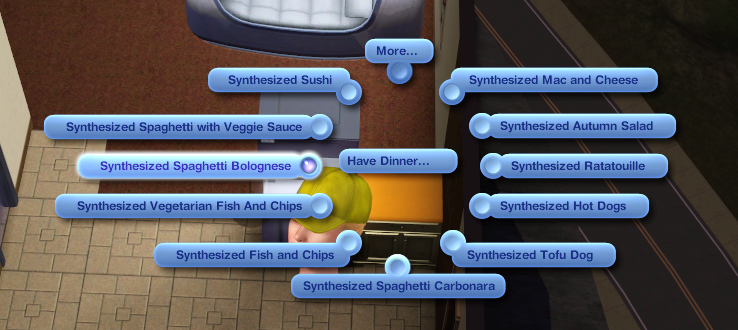 More...
Synthesized Sushi
Synthesized Mac and Cheese
Synthesized Spaghetti with Veggie Sauce
Synthesized Autumn Salad
Have Dinner...
Synthesized Spaghetti Bolognese
Synthesized Ratatouille
Synthesized Vegetarian Fish And Chips
Synthesized Hot Dogs
Synthesized Fish and Chips
Synthesized Tofu Dog
Synthesized Spaghetti Carbonara